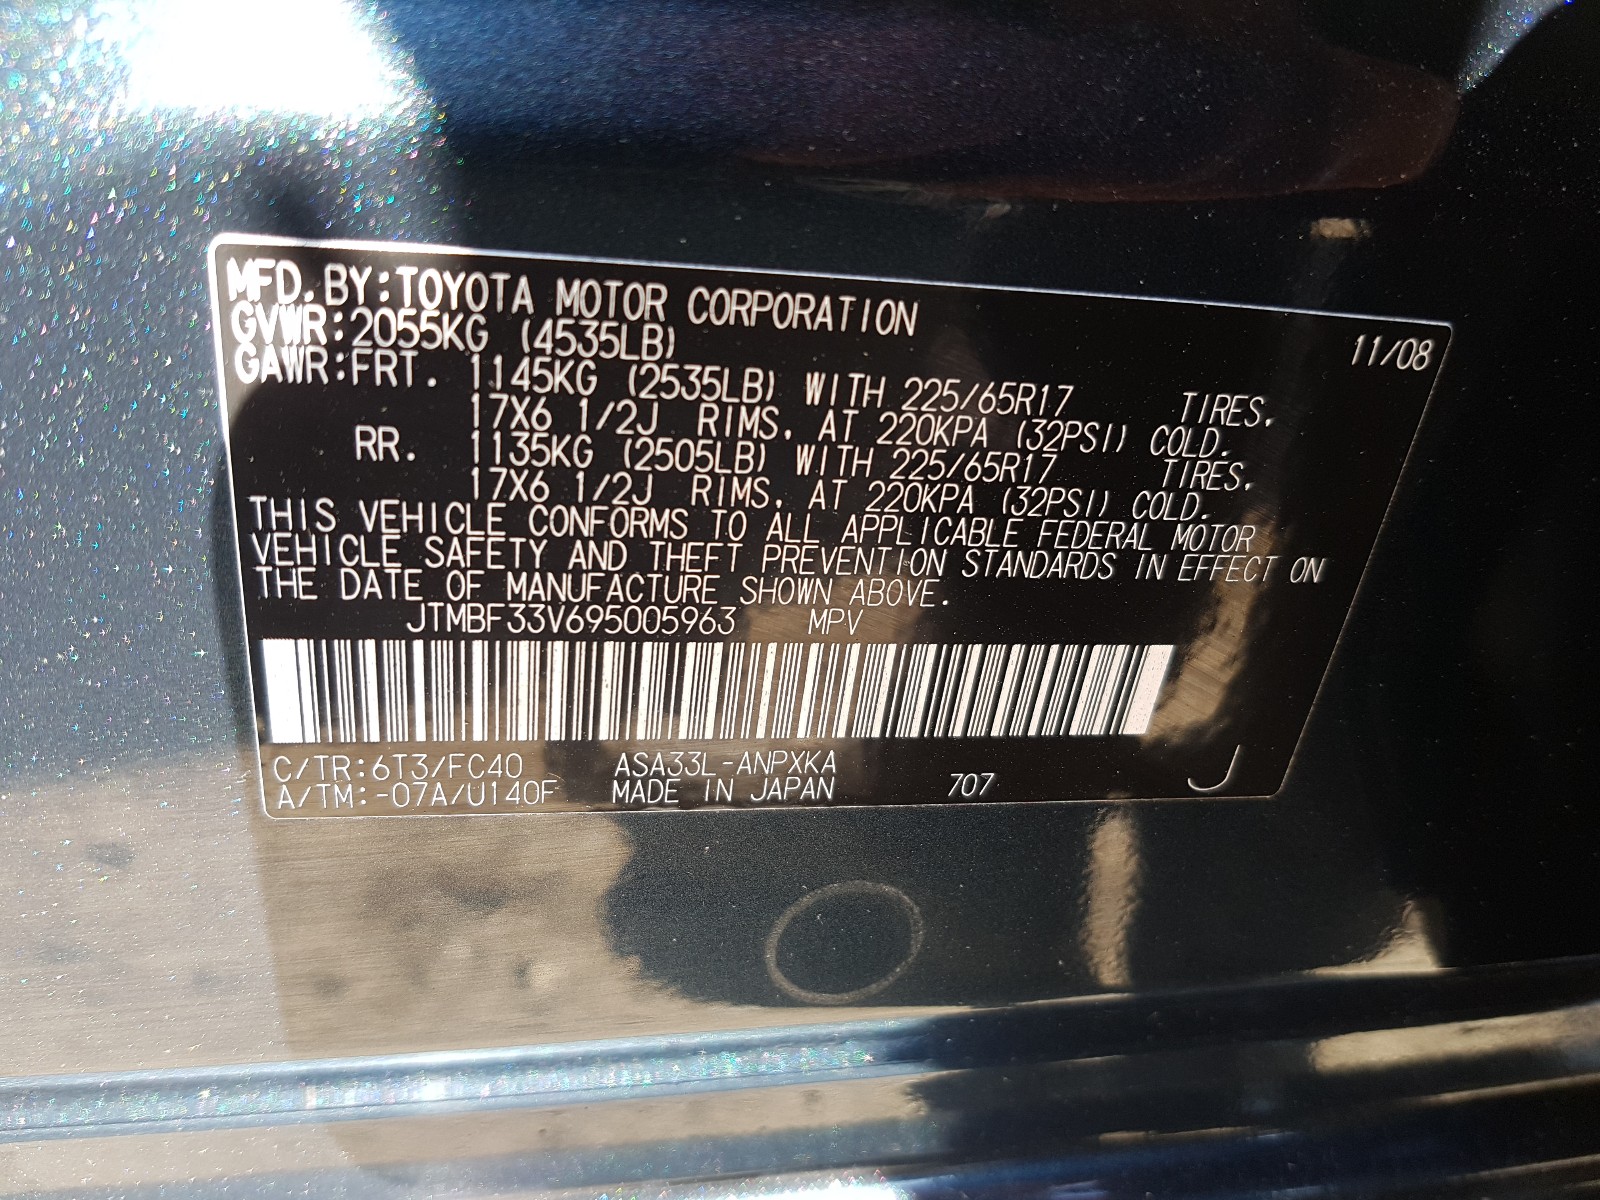 MFD. BY: TOYOTA MOTOR CORPORATION 11/08
GVWR: 2055KG (4535LB)
GAWR: FRT. 1145KG (2535LB) WITH 225/65R17 TIRES,
17X6 1/2J RIMS, AT 220KPA (32PSI) COLD.
RR. 1135KG (2505LB) WITH 225/65R17 TIRES,
17X6 1/2J RIMS, AT 220KPA (32PSI) COLD.
THIS VEHICLE CONFORMS TO ALL APPLICABLE FEDERAL MOTOR
VEHICLE SAFETY AND THEFT PREVENTION STANDARDS IN EFFECT ON
THE DATE OF MANUFACTURE SHOWN ABOVE.
JTMBF33V695005963 MPV
C/TR: 6T3/FC40 ASA33L-ANPXKA
A/TM: -07A/U140F MADE IN JAPAN 707 J